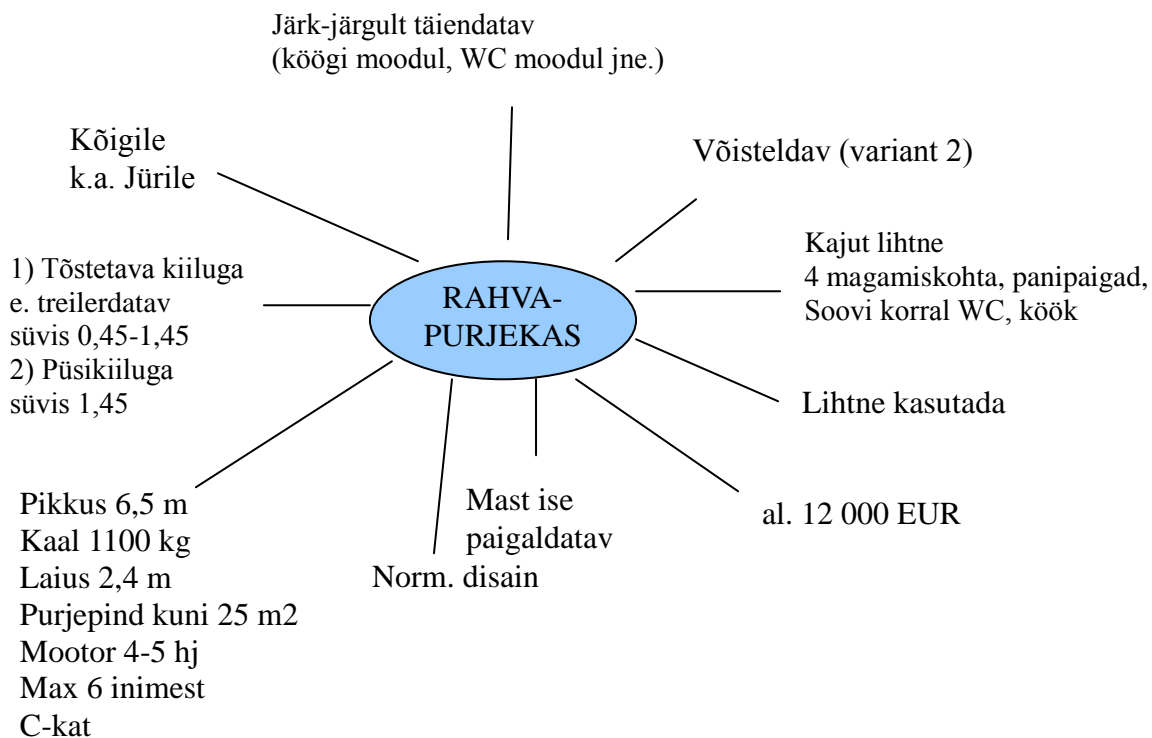 Järk-järgult täiendatav
(köögi moodul, WC moodul jne.)
Kõigile
k.a. Jürile
Võisteldav (variant 2)
1) Tõstetava kiiluga
e. treilerdatav
süvis 0,45-1,45
2) Püsikiiluga
süvis 1,45
RAHVA-
PURJEKAS
Kajut lihtne
4 magamiskohta, panipaigad,
Soovi korral WC, köök
Lihtne kasutada
Pikkus 6,5 m
Kaal 1100 kg
Laius 2,4 m
Purjepind kuni 25 m2
Mootor 4-5 hj
Max 6 inimest
C-kat
Norm. disain
Mast ise
paigaldatav
al. 12 000 EUR